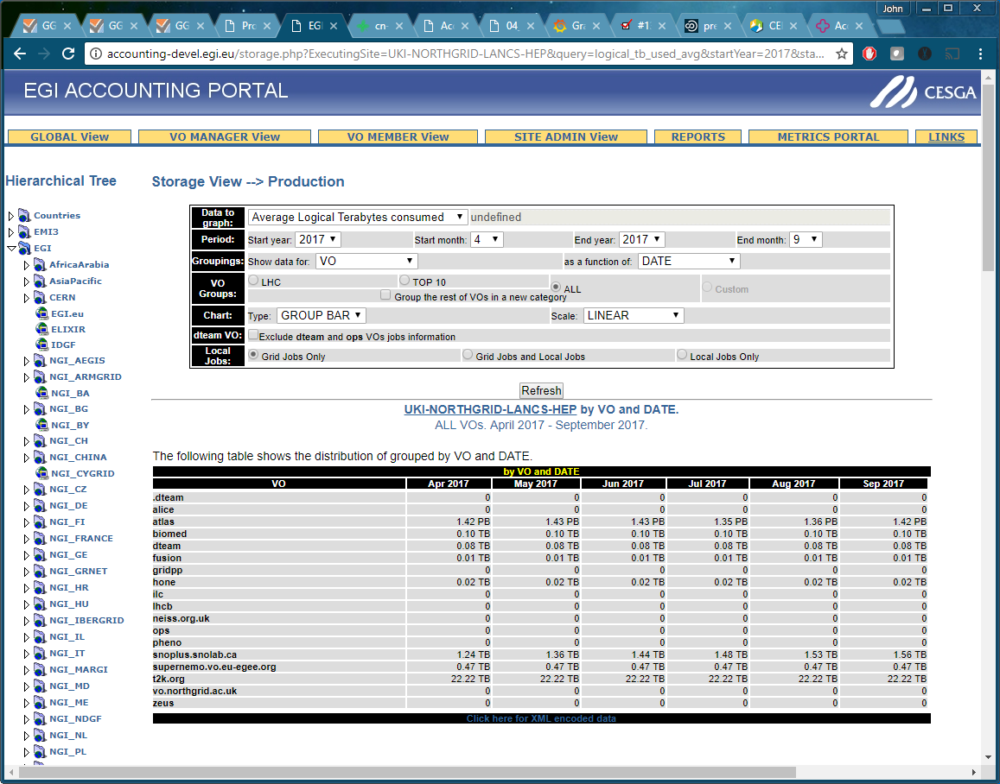 John
GG GG GG Pro EGI cn- Ac 04_ Gra #1: pre CEI Ac
accounting-devel.egi.eu/storage.php?ExecutingSite=UKI-NORTHGRID-LANCS-HEP&query=logical_tb_used_avg&startYear=2017&sta...
EGI ACCOUNTING PORTAL
CESGA
GLOBAL View VO MANAGER View VO MEMBER View SITE ADMIN View REPORTS METRICS PORTAL LINKS
Hierarchical Tree
Countries
EMI3
EGI
AfricaArabia
AsiaPacific
CERN
EGI.eu
ELIXIR
IDGF
NGI_AEGIS
NGI_ARMGRID
NGI_BA
NGI_BG
NGI_BY
NGI_CH
NGI_CHINA
NGI_CYGRID
NGI_CZ
NGI_DE
NGI_FI
NGI_FRANCE
NGI_GE
NGI_GRNET
NGI_HR
NGI_HU
NGI_IBERGRID
NGI_IL
NGI_IT
NGI_MARGI
NGI_MD
NGI_ME
NGI_NDGF
NGI_NL
NGI_PL
Storage View --> Production
Data to graph: Average Logical Terabytes consumed undefined
Period: Start year: 2017 Start month: 4 End year: 2017 End month: 9
Groupings: Show data for: VO as a function of: DATE
VO Groups: LHC TOP 10 ALL Custom
Group the rest of VOs in a new category
Chart: Type: GROUP BAR Scale: LINEAR
dteam VO: Exclude dteam and ops VOs jobs information
Local Jobs: Grid Jobs Only Grid Jobs and Local Jobs Local Jobs Only
Refresh
UKI-NORTHGRID-LANCS-HEP by VO and DATE.
ALL VOs. April 2017 - September 2017.
The following table shows the distribution of grouped by VO and DATE.
by VO and DATE
VO Apr 2017 May 2017 Jun 2017 Jul 2017 Aug 2017 Sep 2017
.dteam 0 0 0 0 0 0
alice 0 0 0 0 0 0
atlas 1.42 PB 1.43 PB 1.43 PB 1.35 PB 1.36 PB 1.42 PB
biomed 0.10 TB 0.10 TB 0.10 TB 0.10 TB 0.10 TB 0.10 TB
dteam 0.08 TB 0.08 TB 0.08 TB 0.08 TB 0.08 TB 0.08 TB
fusion 0.01 TB 0.01 TB 0.01 TB 0.01 TB 0.01 TB 0.01 TB
gridpp 0 0 0 0 0 0
hone 0.02 TB 0.02 TB 0.02 TB 0.02 TB 0.02 TB 0.02 TB
ilc 0 0 0 0 0 0
lhcb 0 0 0 0 0 0
neiss.org.uk 0 0 0 0 0 0
ops 0 0 0 0 0 0
pheno 0 0 0 0 0 0
snoplus.snolab.ca 1.24 TB 1.36 TB 1.44 TB 1.48 TB 1.53 TB 1.56 TB
supernemo.vo.eu-egee.org 0.47 TB 0.47 TB 0.47 TB 0.47 TB 0.47 TB 0.47 TB
t2k.org 22.22 TB 22.22 TB 22.22 TB 22.22 TB 22.22 TB 22.22 TB
vo.northgrid.ac.uk 0 0 0 0 0 0
zeus 0 0 0 0 0 0
Click here for XML encoded data